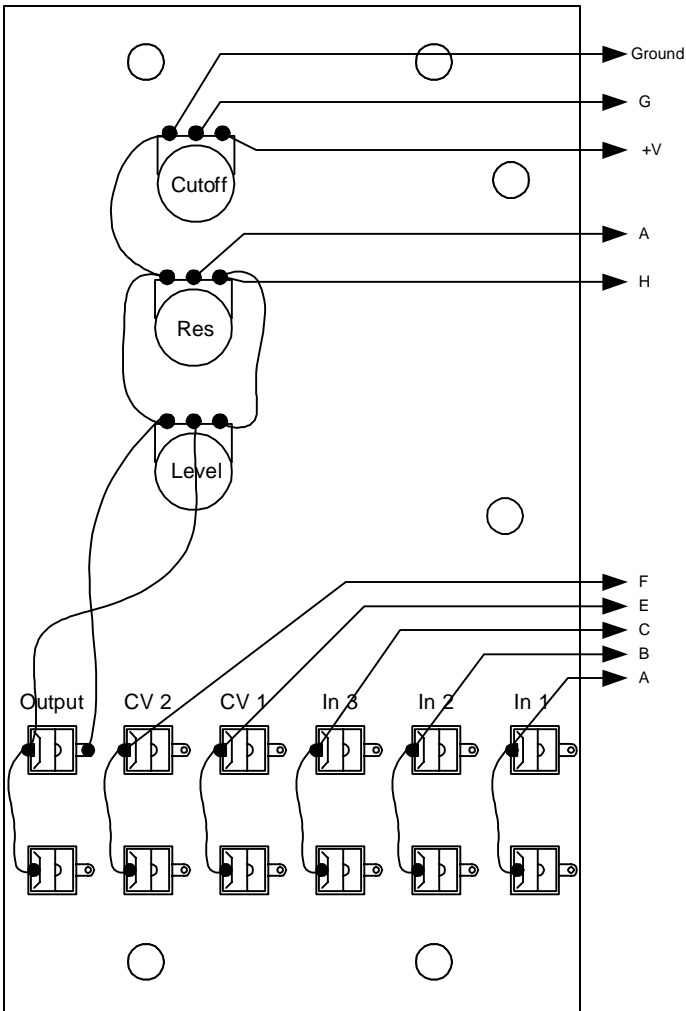 Ground
G
+V
Cutoff
A
H
Res
Level
F
E
C
B
A
Output CV 2 CV 1 In 3 In 2 In 1